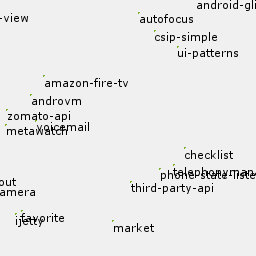 android-gli
-view
autofocus
csip-simple
ui-patterns
amazon-fire-tv
androvm
zomato-api
voicemail
metawatch
checklist
telephonyman
phone-state-liste
out
third-party-api
amera
favorite
ijetty
market